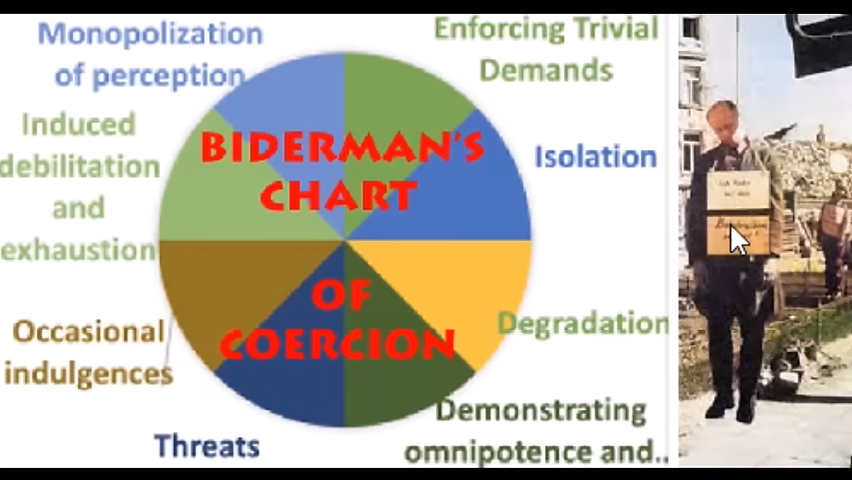 Monopolization
of perception
Enforcing Trivial
Demands
Induced
debilitation
and
exhaustion
Isolation
BIDERMAN'S
CHART
OF
COERCION
Occasional
indulgences
Degradation
Threats
Demonstrating
omnipotence and..